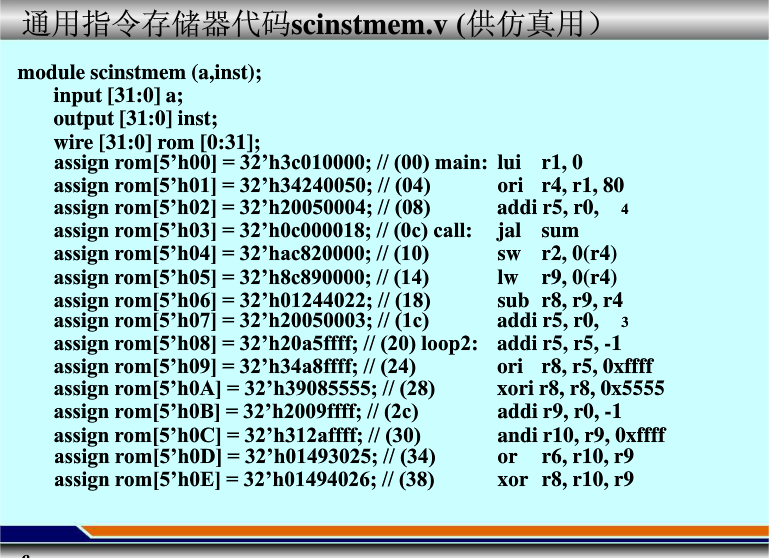 通用指令存储器代码scinstmem.v (供仿真用）
module scinstmem (a,inst);
input [31:0] a;
output [31:0] inst;
wire [31:0] rom [0:31];
assign rom[5’h00] = 32’h3c010000; // (00) main: lui r1, 0
assign rom[5’h01] = 32’h34240050; // (04) ori r4, r1, 80
assign rom[5’h02] = 32’h20050004; // (08) addi r5, r0, 4
assign rom[5’h03] = 32’h0c000018; // (0c) call: jal sum
assign rom[5’h04] = 32’hac820000; // (10) sw r2, 0(r4)
assign rom[5’h05] = 32’h8c890000; // (14) lw r9, 0(r4)
assign rom[5’h06] = 32’h01244022; // (18) sub r8, r9, r4
assign rom[5’h07] = 32’h20050003; // (1c) addi r5, r0, 3
assign rom[5’h08] = 32’h20a5ffff; // (20) loop2: addi r5, r5, -1
assign rom[5’h09] = 32’h34a8ffff; // (24) ori r8, r5, 0xffff
assign rom[5’h0A] = 32’h39085555; // (28) xori r8, r8, 0x5555
assign rom[5’h0B] = 32’h2009ffff; // (2c) addi r9, r0, -1
assign rom[5’h0C] = 32’h312affff; // (30) andi r10, r9, 0xffff
assign rom[5’h0D] = 32’h01493025; // (34) or r6, r10, r9
assign rom[5’h0E] = 32’h01494026; // (38) xor r8, r10, r9